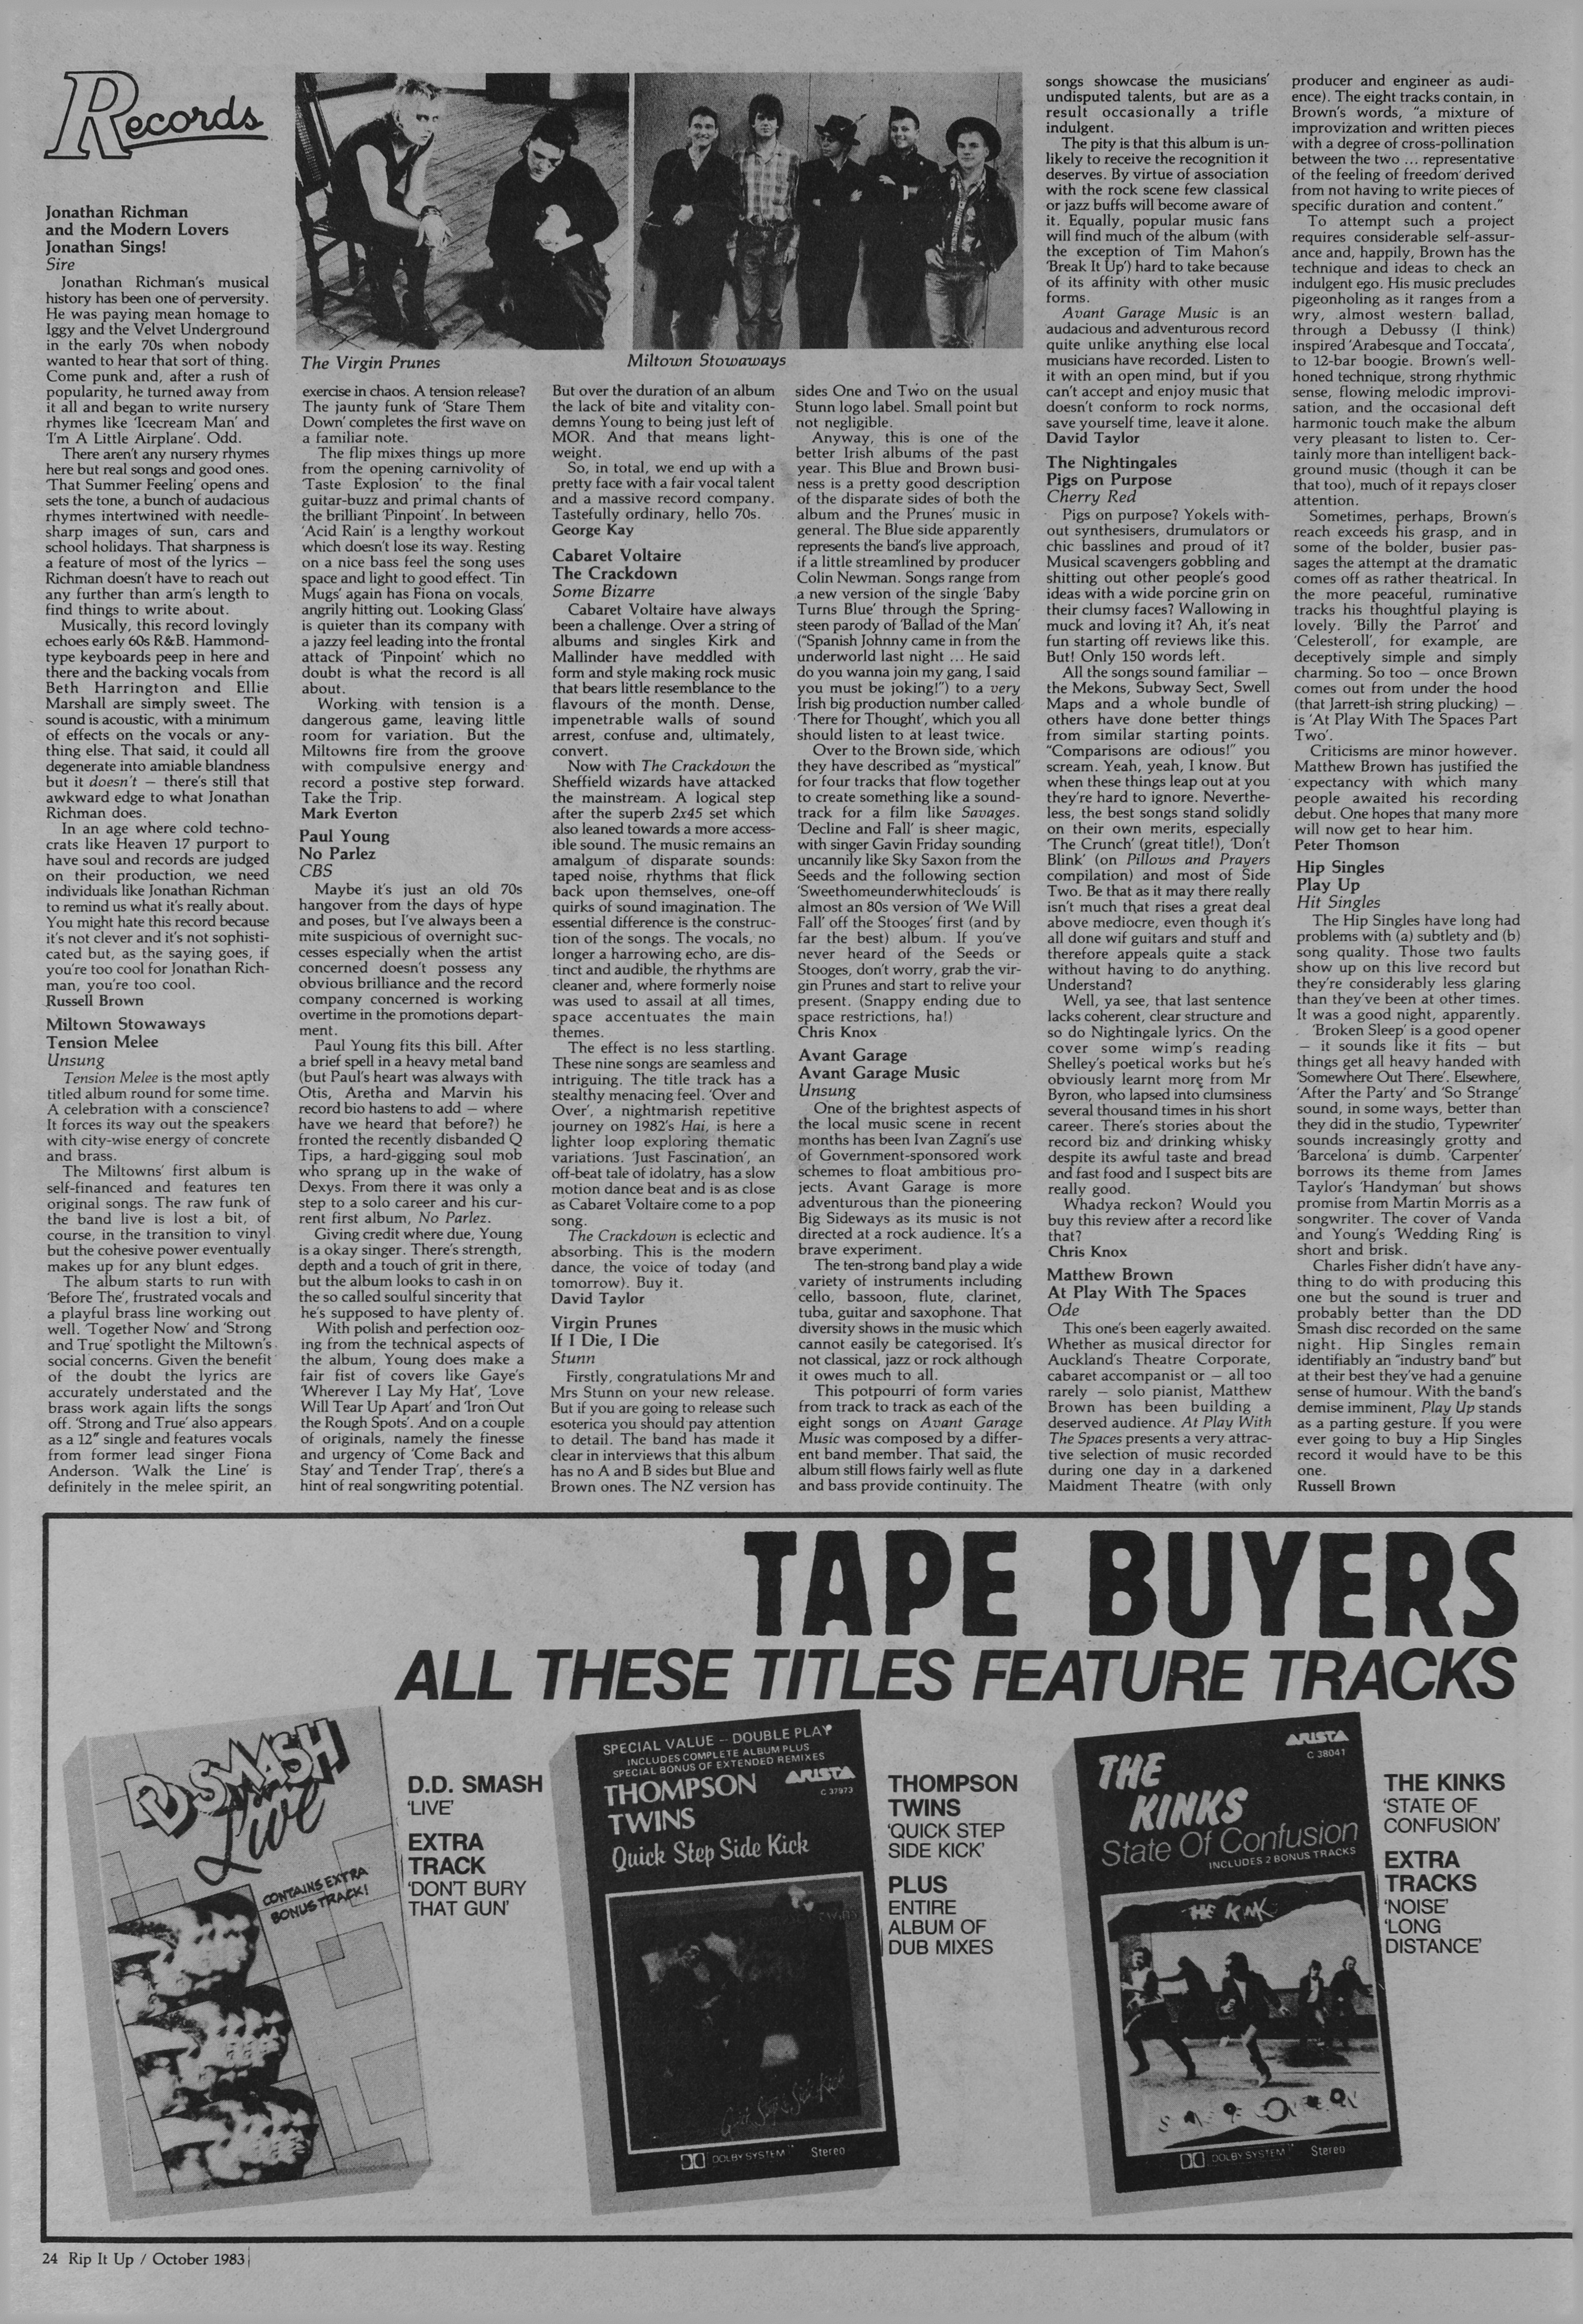 Records
Jonathan Richman
and the Modern Lovers
Jonathan Sings!
Sire
Jonathan Richman's musical
history has been one of perversity.
He was paying mean homage to
Iggy and the Velvet Underground
in the early 70s when nobody
wanted to hear that sort of thing.
Come punk and, after a rush of
popularity, he turned away from
it all and began to write nursery
rhymes like 'Icecream Man' and
'I'm A Little Airplane'. Odd.
There aren't any nursery rhymes
here but real songs and good ones.
'That Summer Feeling' opens and
sets the tone, a bunch of audacious
rhymes intertwined with needle-
sharp images of sun, cars and
school holidays. That sharpness is
a feature of most of the lyrics —
Richman doesn't have to reach out
any further than arm's length to
find things to write about.
Musically, this record lovingly
echoes early 60s R&B. Hammond-
type keyboards peep in here and
there and the backing vocals from
Beth Harrington and Ellie
Marshall are simply sweet. The
sound is acoustic, with a minimum
of effects on the vocals or any-
thing else. That said, it could all
degenerate into amiable blandness
but it doesn't — there's still that
awkward edge to what Jonathan
Richman does.
In an age where cold techno-
crats like Heaven 17 purport to
have soul and records are judged
on their production, we need
individuals like Jonathan Richman
to remind us what it's really about.
You might hate this record because
it's not clever and it's not sophisti-
cated but, as the saying goes, if
you're too cool for Jonathan Rich-
man, you're too cool.
Russell Brown
Miltown Stowaways
Tension Melee
Unsung
Tension Melee is the most aptly
titled album round for some time.
A celebration with a conscience?
It forces its way out the speakers
with city-wise energy of concrete
and brass.
The Miltowns' first album is
self-financed and features ten
original songs. The raw funk of
the band live is lost a bit, of
course, in the transition to vinyl
but the cohesive power eventually
makes up for any blunt edges.
The album starts to run with
'Before The', frustrated vocals and
a playful brass line working out
well. 'Together Now' and 'Strong
and True' spotlight the Miltown's
social concerns. Given the benefit
of the doubt the lyrics are
accurately understated and the
brass work again lifts the songs
off. 'Strong and True' also appears
as a 12" single and features vocals
from former lead singer Fiona
Anderson. 'Walk the Line' is
definitely in the melee spirit, an
The Virgin Prunes
Miltown Stowaways
exercise in chaos. A tension release?
The jaunty funk of 'Stare Them
Down' completes the first wave on
a familiar note.
The flip mixes things up more
from the opening carnivolity of
'Taste Explosion' to the final
guitar-buzz and primal chants of
the brilliant 'Pinpoint'. In between
'Acid Rain' is a lengthy workout
which doesn't lose its way. Resting
on a nice bass feel the song uses
space and light to good effect. 'Tin
Mugs' again has Fiona on vocals,
angrily hitting out. 'Looking Glass'
is quieter than its company with
a jazzy feel leading into the frontal
attack of 'Pinpoint' which no
doubt is what the record is all
about.
Working with tension is a
dangerous game, leaving little
room for variation. But the
Miltowns fire from the groove
with compulsive energy and
record a postive step forward.
Take the Trip.
Mark Everton
Paul Young
No Parlez
CBS
Maybe it's just an old 70s
hangover from the days of hype
and poses, but I've always been a
mite suspicious of overnight suc-
cesses especially when the artist
concerned doesn't possess any
obvious brilliance and the record
company concerned is working
overtime in the promotions depart-
ment.
Paul Young fits this bill. After
a brief spell in a heavy metal band
(but Paul's heart was always with
Otis, Aretha and Marvin his
record bio hastens to add — where
have we heard that before?) he
fronted the recently disbanded Q
Tips, a hard-gigging soul mob
who sprang up in the wake of
Dexys. From there it was only a
step to a solo career and his cur-
rent first album, No Parlez.
Giving credit where due, Young
is a okay singer. There's strength,
depth and a touch of grit in there,
but the album looks to cash in on
the so called soulful sincerity that
he's supposed to have plenty of.
With polish and perfection ooz-
ing from the technical aspects of
the album, Young does make a
fair fist of covers like Gaye's
'Wherever I Lay My Hat', 'Love
Will Tear Up Apart' and 'Iron Out
the Rough Spots'. And on a couple
of originals, namely the finesse
and urgency of 'Come Back and
Stay' and 'Tender Trap', there's a
hint of real songwriting potential.
But over the duration of an album
the lack of bite and vitality con-
demns Young to being just left of
MOR. And that means light-
weight.
So, in total, we end up with a
pretty face with a fair vocal talent
and a massive record company.
Tastefully ordinary, hello 70s.
George Kay
Cabaret Voltaire
The Crackdown
Some Bizarre
Cabaret Voltaire have always
been a challenge. Over a string of
albums and singles Kirk and
Mallinder have meddled with
form and style making rock music
that bears little resemblance to the
flavours of the month. Dense,
impenetrable walls of sound
arrest, confuse and, ultimately,
convert.
Now with The Crackdown the
Sheffield wizards have attacked
the mainstream. A logical step
after the superb 2x45 set which
also leaned towards a more access-
ible sound. The music remains an
amalgum of disparate sounds:
taped noise, rhythms that flick
back upon themselves, one-off
quirks of sound imagination. The
essential difference is the construc-
tion of the songs. The vocals, no
longer a harrowing echo, are dis-
tinct and audible, the rhythms are
cleaner and, where formerly noise
was used to assail at all times,
space accentuates the main
themes.
The effect is no less startling.
These nine songs are seamless and
intriguing. The title track has a
stealthy menacing feel. 'Over and
Over', a nightmarish repetitive
journey on 1982's Hai, is here a
lighter loop exploring thematic
variations. 'Just Fascination', an
off-beat tale of idolatry, has a slow
motion dance beat and is as close
as Cabaret Voltaire come to a pop
song.
The Crackdown is eclectic and
absorbing. This is the modern
dance, the voice of today (and
tomorrow). Buy it.
David Taylor
Virgin Prunes
If I Die, I Die
Stunn
Firstly, congratulations Mr and
Mrs Stunn on your new release.
But if you are going to release such
esoterica you should pay attention
to detail. The band has made it
clear in interviews that this album
has no A and B sides but Blue and
Brown ones. The NZ version has
sides One and Two on the usual
Stunn logo label. Small point but
not negligible.
Anyway, this is one of the
better Irish albums of the past
year. This Blue and Brown busi-
ness is a pretty good description
of the disparate sides of both the
album and the Prunes' music in
general. The Blue side apparently
represents the band's live approach,
if a little streamlined by producer
Colin Newman. Songs range from
a new version of the single 'Baby
Turns Blue' through the Spring-
steen parody of 'Ballad of the Man'
("Spanish Johnny came in from the
underworld last night ... He said
do you wanna join my gang, I said
you must be joking!") to a very
Irish big production number called
'There for Thought', which you all
should listen to at least twice.
Over to the Brown side, which
they have described as "mystical"
for four tracks that flow together
to create something like a sound-
track for a film like Savages.
'Decline and Fall' is sheer magic,
with singer Gavin Friday sounding
uncannily like Sky Saxon from the
Seeds and the following section
'Sweethomeunderwhiteclouds' is
almost an 80s version of 'We Will
Fall' off the Stooges' first (and by
far the best) album. If you've
never heard of the Seeds or
Stooges, don't worry, grab the vir-
gin Prunes and start to relive your
present. (Snappy ending due to
space restrictions, ha!)
Chris Knox
Avant Garage
Avant Garage Music
Unsung
One of the brightest aspects of
the local music scene in recent
months has been Ivan Zagni's use
of Government-sponsored work
schemes to float ambitious pro-
jects. Avant Garage is more
adventurous than the pioneering
Big Sideways as its music is not
directed at a rock audience. It's a
brave experiment.
The ten-strong band play a wide
variety of instruments including
cello, bassoon, flute, clarinet,
tuba, guitar and saxophone. That
diversity shows in the music which
cannot easily be categorised. It's
not classical, jazz or rock although
it owes much to all.
This potpourri of form varies
from track to track as each of the
eight songs on Avant Garage
Music was composed by a differ-
ent band member. That said, the
album still flows fairly well as flute
and bass provide continuity. The
songs showcase the musicians'
undisputed talents, but are as a
result occasionally a trifle
indulgent.
The pity is that this album is un-
likely to receive the recognition it
deserves. By virtue of association
with the rock scene few classical
or jazz buffs will become aware of
it. Equally, popular music fans
will find much of the album (with
the exception of Tim Mahon's
'Break It Up') hard to take because
of its affinity with other music
forms.
Avant Garage Music is an
audacious and adventurous record
quite unlike anything else local
musicians have recorded. Listen to
it with an open mind, but if you
can't accept and enjoy music that
doesn't conform to rock norms,
save yourself time, leave it alone.
David Taylor
The Nightingales
Pigs on Purpose
Cherry Red
Pigs on purpose? Yokels with-
out synthesisers, drumulators or
chic basslines and proud of it?
Musical scavengers gobbling and
shitting out other people's good
ideas with a wide porcine grin on
their clumsy faces? Wallowing in
muck and loving it? Ah, it's neat
fun starting off reviews like this.
But! Only 150 words left.
All the songs sound familiar —
the Mekons, Subway Sect, Swell
Maps and a whole bundle of
others have done better things
from similar starting points.
"Comparisons are odious!" you
scream. Yeah, yeah, I know. But
when these things leap out at you
they're hard to ignore. Neverthe-
less, the best songs stand solidly
on their own merits, especially
'The Crunch' (great title!), 'Don't
Blink' (on Pillows and Prayers
compilation) and most of Side
Two. Be that as it may there really
isn't much that rises a great deal
above mediocre, even though it's
all done wif guitars and stuff and
therefore appeals quite a stack
without having to do anything.
Understand?
Well, ya see, that last sentence
lacks coherent, clear structure and
so do Nightingale lyrics. On the
cover some wimp's reading
Shelley's poetical works but he's
obviously learnt more from Mr
Byron, who lapsed into clumsiness
several thousand times in his short
career. There's stories about the
record biz and drinking whisky
despite its awful taste and bread
and fast food and I suspect bits are
really good.
Whadya reckon? Would you
buy this review after a record like
that?
Chris Knox
Matthew Brown
At Play With The Spaces
Ode
This one's been eagerly awaited.
Whether as musical director for
Auckland's Theatre Corporate,
cabaret accompanist or — all too
rarely — solo pianist, Matthew
Brown has been building a
deserved audience. At Play With
The Spaces presents a very attrac-
tive selection of music recorded
during one day in a darkened
Maidment Theatre (with only
producer and engineer as audi-
ence). The eight tracks contain, in
Brown's words, "a mixture of
improvization and written pieces
with a degree of cross-pollination
between the two ... representative
of the feeling of freedom derived
from not having to write pieces of
specific duration and content."
To attempt such a project
requires considerable self-assur-
ance and, happily, Brown has the
technique and ideas to check an
indulgent ego. His music precludes
pigeonholing as it ranges from a
wry, almost western ballad,
through a Debussy (I think)
inspired 'Arabesque and Toccata',
to 12-bar boogie. Brown's well-
honed technique, strong rhythmic
sense, flowing melodic improvi-
sation, and the occasional deft
harmonic touch make the album
very pleasant to listen to. Cer-
tainly more than intelligent back-
ground music (though it can be
that too), much of it repays closer
attention.
Sometimes, perhaps, Brown's
reach exceeds his grasp, and in
some of the bolder, busier pas-
sages the attempt at the dramatic
comes off as rather theatrical. In
the more peaceful, ruminative
tracks his thoughtful playing is
lovely. 'Billy the Parrot' and
'Celesteroll', for example, are
deceptively simple and simply
charming. So too — once Brown
comes out from under the hood
(that Jarrett-ish string plucking) —
is 'At Play With The Spaces Part
Two'.
Criticisms are minor however.
Matthew Brown has justified the
expectancy with which many
people awaited his recording
debut. One hopes that many more
will now get to hear him.
Peter Thomson
Hip Singles
Play Up
Hit Singles
The Hip Singles have long had
problems with (a) subtlety and (b)
song quality. Those two faults
show up on this live record but
they're considerably less glaring
than they've been at other times.
It was a good night, apparently.
'Broken Sleep' is a good opener
— it sounds like it fits — but
things get all heavy handed with
'Somewhere Out There'. Elsewhere,
'After the Party' and 'So Strange'
sound, in some ways, better than
they did in the studio, 'Typewriter'
sounds increasingly grotty and
'Barcelona' is dumb. 'Carpenter'
borrows its theme from James
Taylor's 'Handyman' but shows
promise from Martin Morris as a
songwriter. The cover of Vanda
and Young's 'Wedding Ring' is
short and brisk.
Charles Fisher didn't have any-
thing to do with producing this
one but the sound is truer and
probably better than the DD
Smash disc recorded on the same
night. Hip Singles remain
identifiably an "industry band" but
at their best they've had a genuine
sense of humour. With the band's
demise imminent, Play Up stands
as a parting gesture. If you were
ever going to buy a Hip Singles
record it would have to be this
one.
Russell Brown
TAPE BUYERS
ALL THESE TITLES FEATURE TRACKS
DD SMASH
Live
CONTAINS EXTRA
BONUS TRACK!
D.D. SMASH
'LIVE'
EXTRA
TRACK
'DON'T BURY
THAT GUN'
SPECIAL VALUE – DOUBLE PLAY
INCLUDES COMPLETE ALBUM PLUS
SPECIAL BONUS OF EXTENDED REMIXES
THOMPSON
TWINS
ARISTA
C 37973
Quick Step Side Kick
DOLBY SYSTEM Stereo
THOMPSON
TWINS
'QUICK STEP
SIDE KICK'
PLUS
ENTIRE
ALBUM OF
DUB MIXES
ARISTA
C 38041
THE
KINKS
State Of Confusion
INCLUDES 2 BONUS TRACKS
THE KINKS
DOLBY SYSTEM Stereo
THE KINKS
'STATE OF
CONFUSION'
EXTRA
TRACKS
'NOISE'
'LONG
DISTANCE'
24 Rip It Up / October 1983